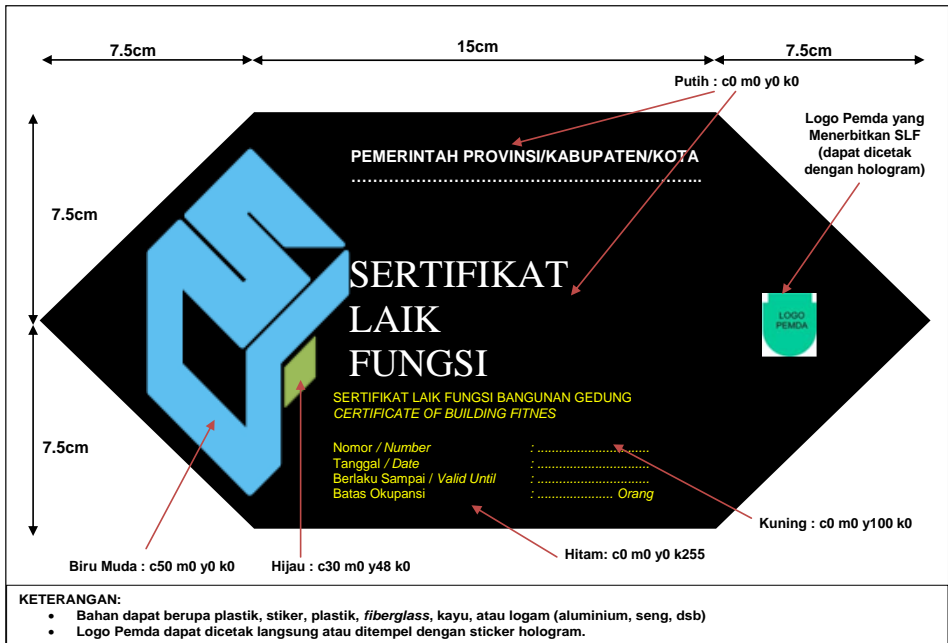 7.5cm
15cm
7.5cm
Putih : c0 m0 y0 k0
Logo Pemda yang
Menerbitkan SLF
(dapat dicetak
dengan hologram)
PEMERINTAH PROVINSI/KABUPATEN/KOTA
…………………………………………………………..
7.5cm
SERTIFIKAT
LAIK
FUNGSI
LOGO
PEMDA
SERTIFIKAT LAIK FUNGSI BANGUNAN GEDUNG
CERTIFICATE OF BUILDING FITNES
7.5cm
Nomor / Number : ..............................
Tanggal / Date : ..............................
Berlaku Sampai / Valid Until : ..............................
Batas Okupansi : .................... Orang
Kuning : c0 m0 y100 k0
Hitam: c0 m0 y0 k255
Biru Muda : c50 m0 y0 k0
Hijau : c30 m0 y48 k0
KETERANGAN:
• Bahan dapat berupa plastik, stiker, plastik, fiberglass, kayu, atau logam (aluminium, seng, dsb)
• Logo Pemda dapat dicetak langsung atau ditempel dengan sticker hologram.